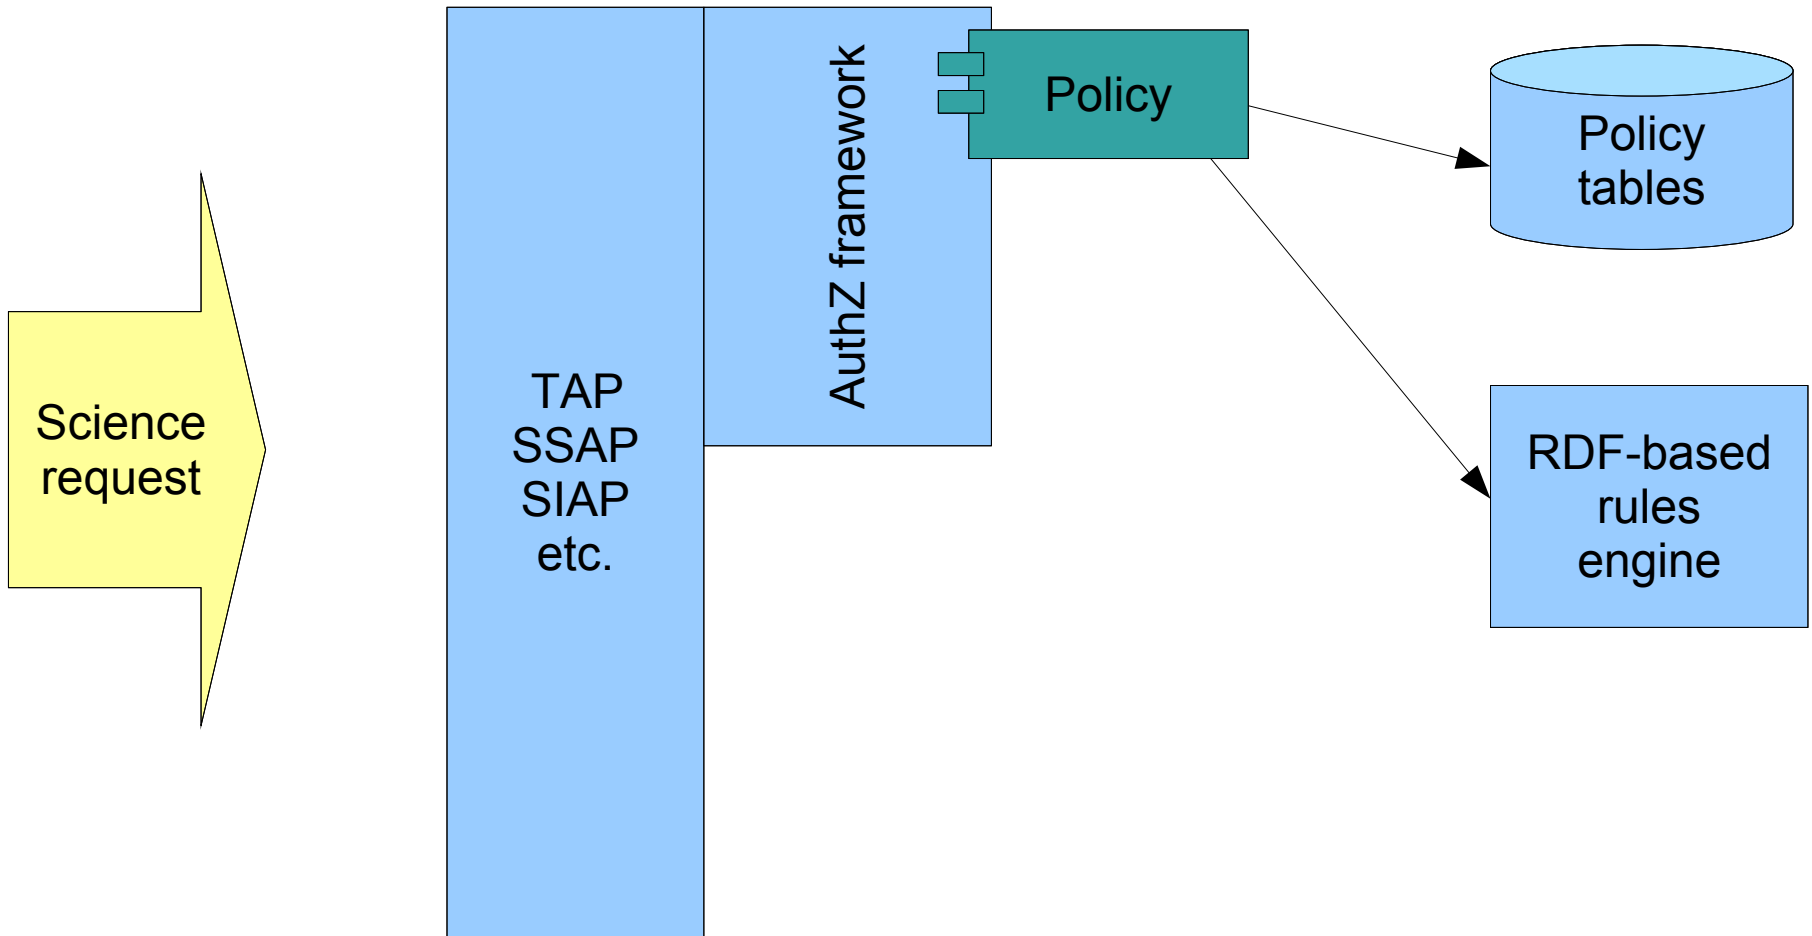 Science
request
TAP
SSAP
SIAP
etc.
AuthZ framework
Policy
Policy
tables
RDF-based
rules
engine